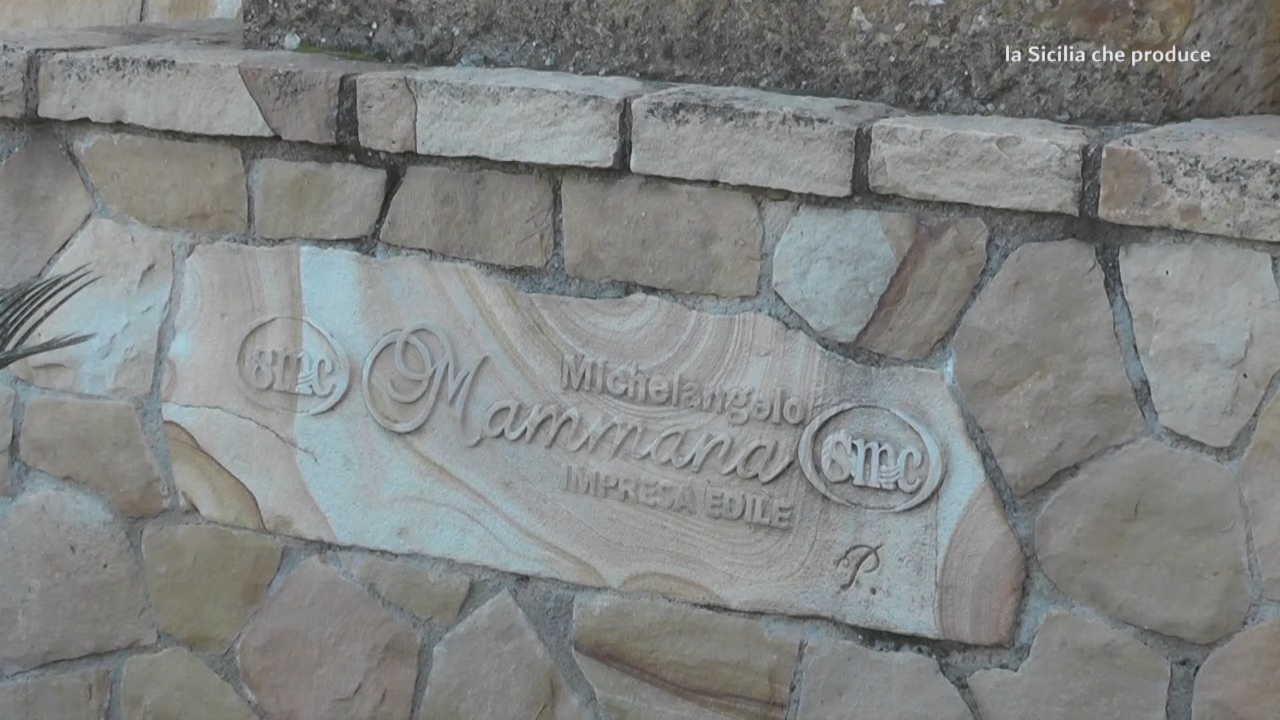 la Sicilia che produce
smc
Michelangelo
Mammana
IMPRESA EDILE
smc
P.